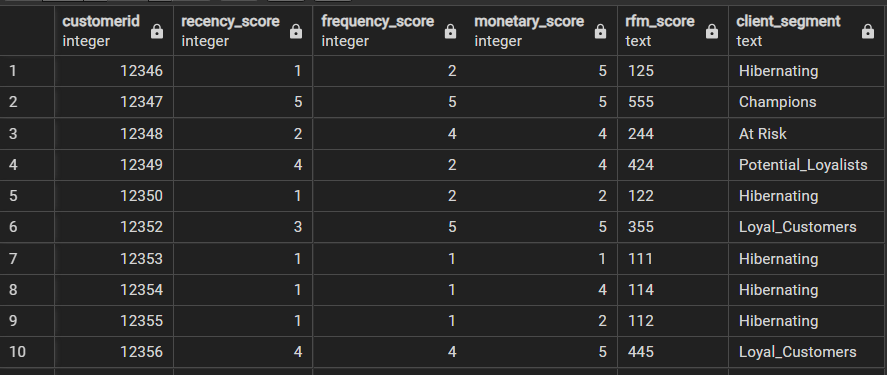 customerid recency_score frequency_score monetary_score rfm_score client_segment
integer integer integer integer text text
1 12346 1 2 5 125 Hibernating
2 12347 5 5 5 555 Champions
3 12348 2 4 4 244 At Risk
4 12349 4 2 4 424 Potential_Loyalists
5 12350 1 2 2 122 Hibernating
6 12352 3 5 5 355 Loyal_Customers
7 12353 1 1 1 111 Hibernating
8 12354 1 1 4 114 Hibernating
9 12355 1 1 2 112 Hibernating
10 12356 4 4 5 445 Loyal_Customers